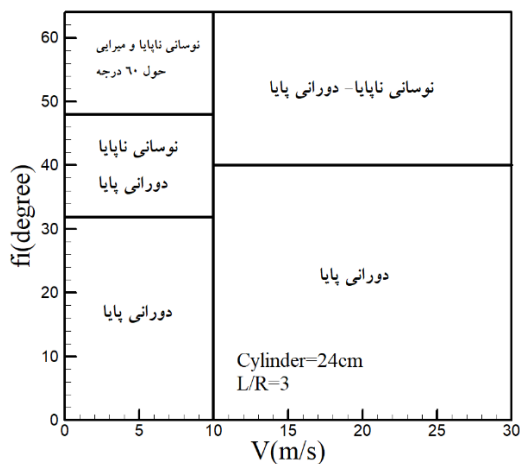 60
50
40
30
20
10
0
fi(degree)
نوسانی ناپایا و میرایی
حول ٦٠ درجه
نوسانی ناپایا- دورانی پایا
نوسانی ناپایا
دورانی پایا
دورانی پایا
دورانی پایا
Cylinder=24cm
L/R=3
0 5 10 15 20 25 30
V(m/s)